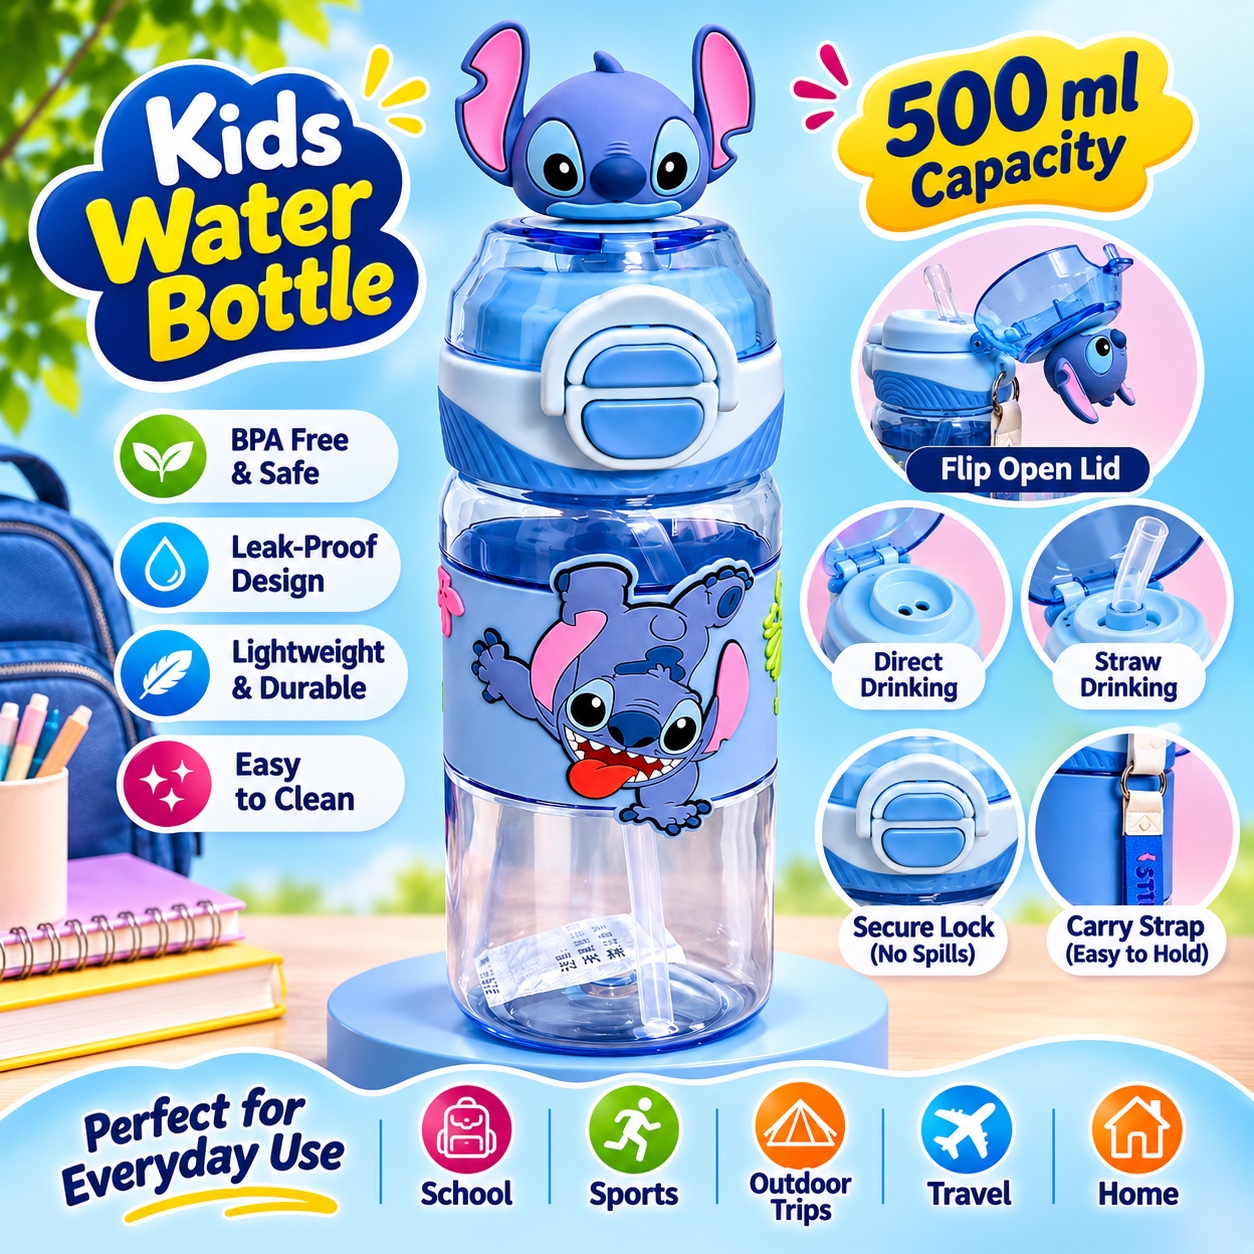 Kids
Water
Bottle
500 ml
Capacity
BPA Free
& Safe
Leak-Proof
Design
Lightweight
& Durable
Easy
to Clean
Flip Open Lid
Direct
Drinking
Straw
Drinking
Secure Lock
(No Spills)
Carry Strap
(Easy to Hold)
Perfect for
Everyday Use
School
Sports
Outdoor
Trips
Travel
Home